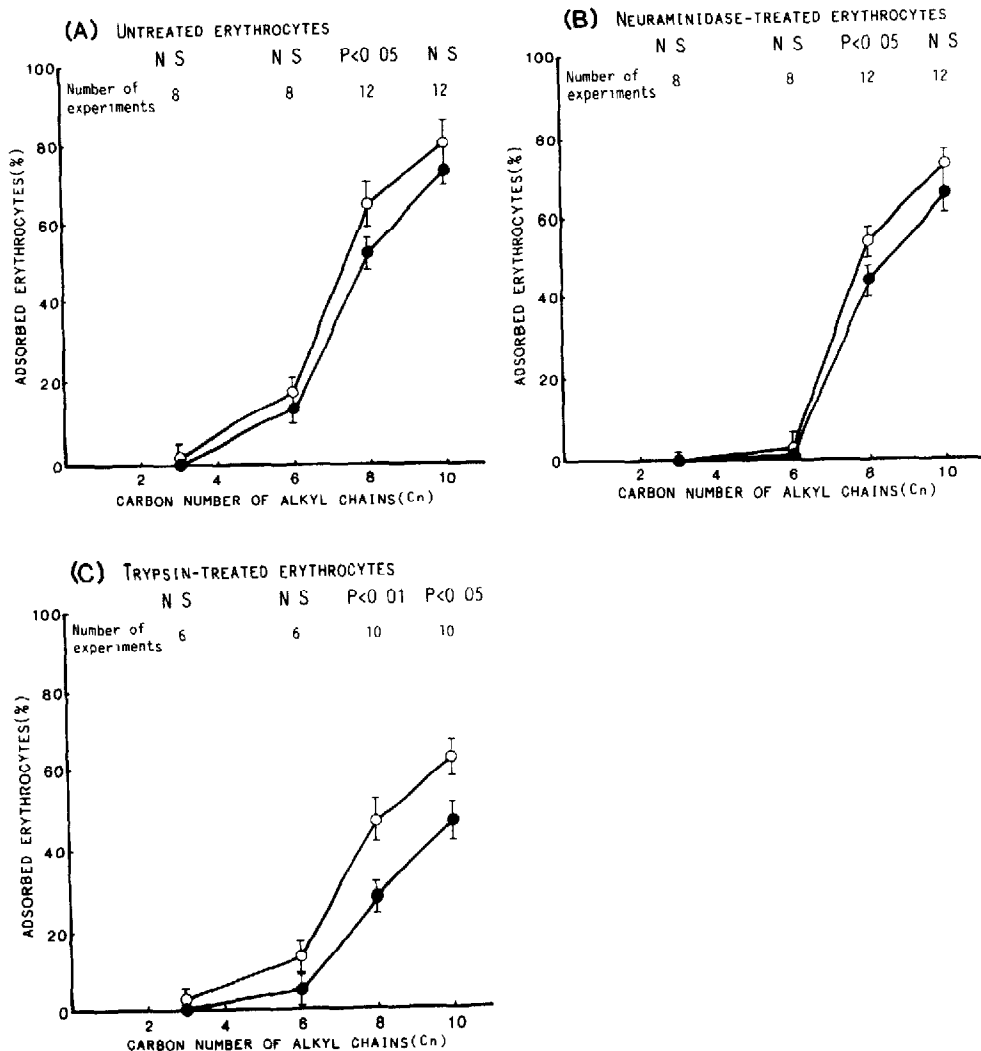 (A) UNTREATED ERYTHROCYTES
N S N S P<0 05 N S
100
Number of
experiments 8 8 12 12
80
60
40
20
0
ADSORBED ERYTHROCYTES(%)
2 4 6 8 10
CARBON NUMBER OF ALKYL CHAINS(Cn)
(B) NEURAMINIDASE-TREATED ERYTHROCYTES
N S N S P<0 05 N S
100
Number of
experiments 8 8 12 12
80
60
40
20
0
ADSORBED ERYTHROCYTES(%)
2 4 6 8 10
CARBON NUMBER OF ALKYL CHAINS(Cn)
(C) TRYPSIN-TREATED ERYTHROCYTES
N S N S P<0 01 P<0 05
100
Number of
experiments 6 6 10 10
80
60
40
20
0
ADSORBED ERYTHROCYTES(%)
2 4 6 8 10
CARBON NUMBER OF ALKYL CHAINS(Cn)